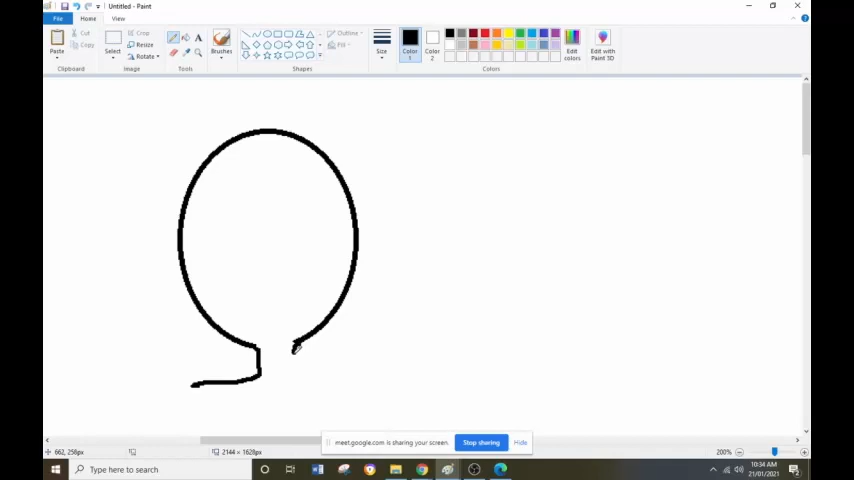 Untitled - Paint
File Home View
Paste
Cut
Copy
Clipboard
Select
Crop
Resize
Rotate
Image
A
Tools
Brushes
Outline
Fill
Shapes
Size
Color
1
Color
2
Edit
colors
Edit with
Paint 3D
Colors
meet.google.com is sharing your screen.
Stop sharing
Hide
662, 258px
2144 × 1628px
200%
Type here to search
10:34 AM
21/01/2021